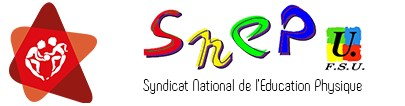 SNEP U.
F.S.U.
Syndicat National de l'Education Physique